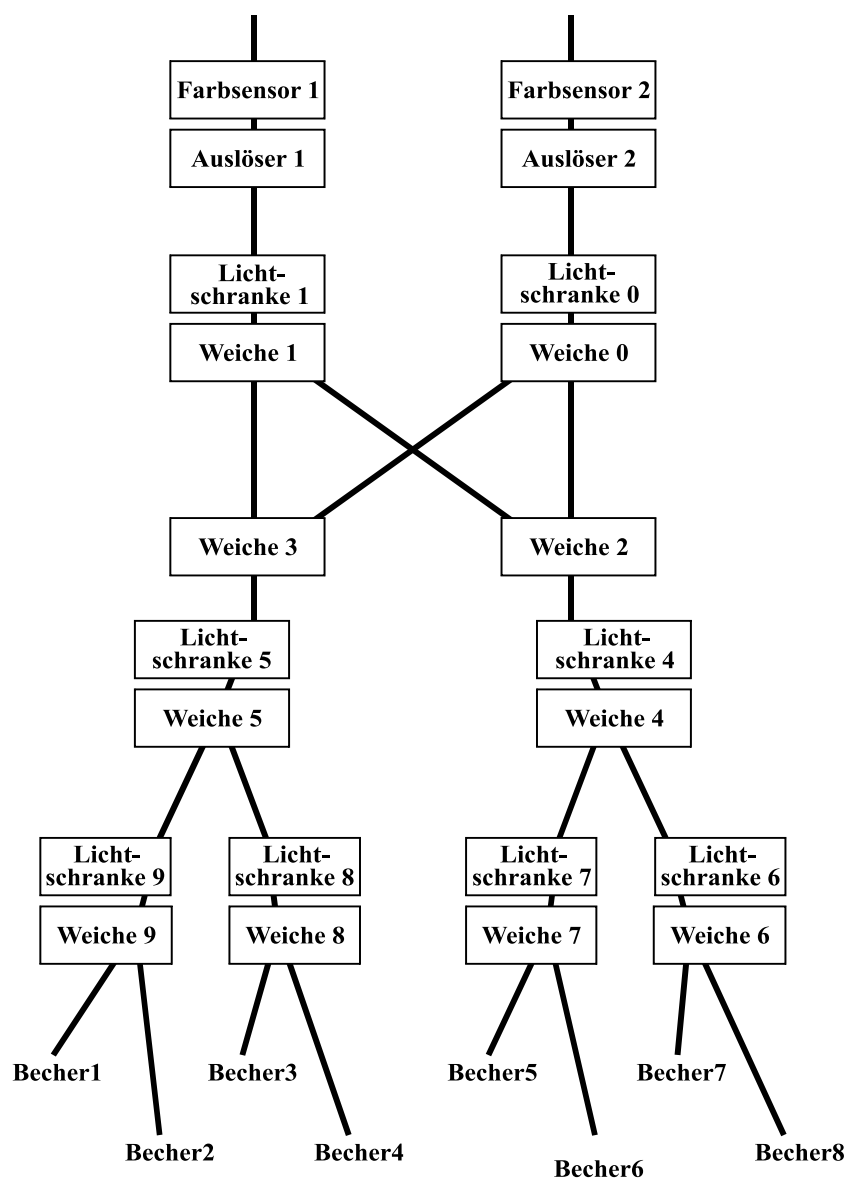 Farbsensor 1
Farbsensor 2
Auslöser 1
Auslöser 2
Licht-
schranke 1
Licht-
schranke 0
Weiche 1
Weiche 0
Weiche 3
Weiche 2
Licht-
schranke 5
Licht-
schranke 4
Weiche 5
Weiche 4
Licht-
schranke 9
Licht-
schranke 8
Licht-
schranke 7
Licht-
schranke 6
Weiche 9
Weiche 8
Weiche 7
Weiche 6
Becher1
Becher3
Becher5
Becher7
Becher2
Becher4
Becher6
Becher8